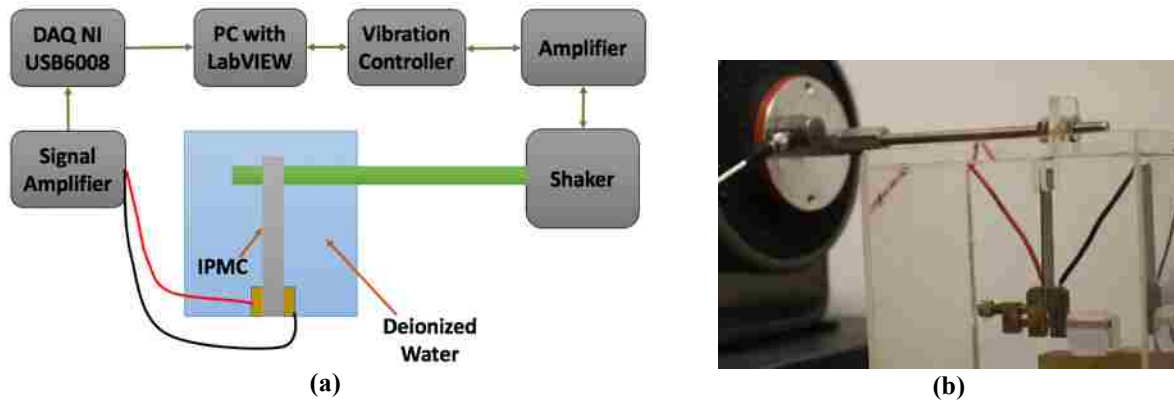 DAQ NI
USB6008
PC with
LabVIEW
Vibration
Controller
Amplifier
Signal
Amplifier
Shaker
IPMC
Deionized
Water
(a)
(b)